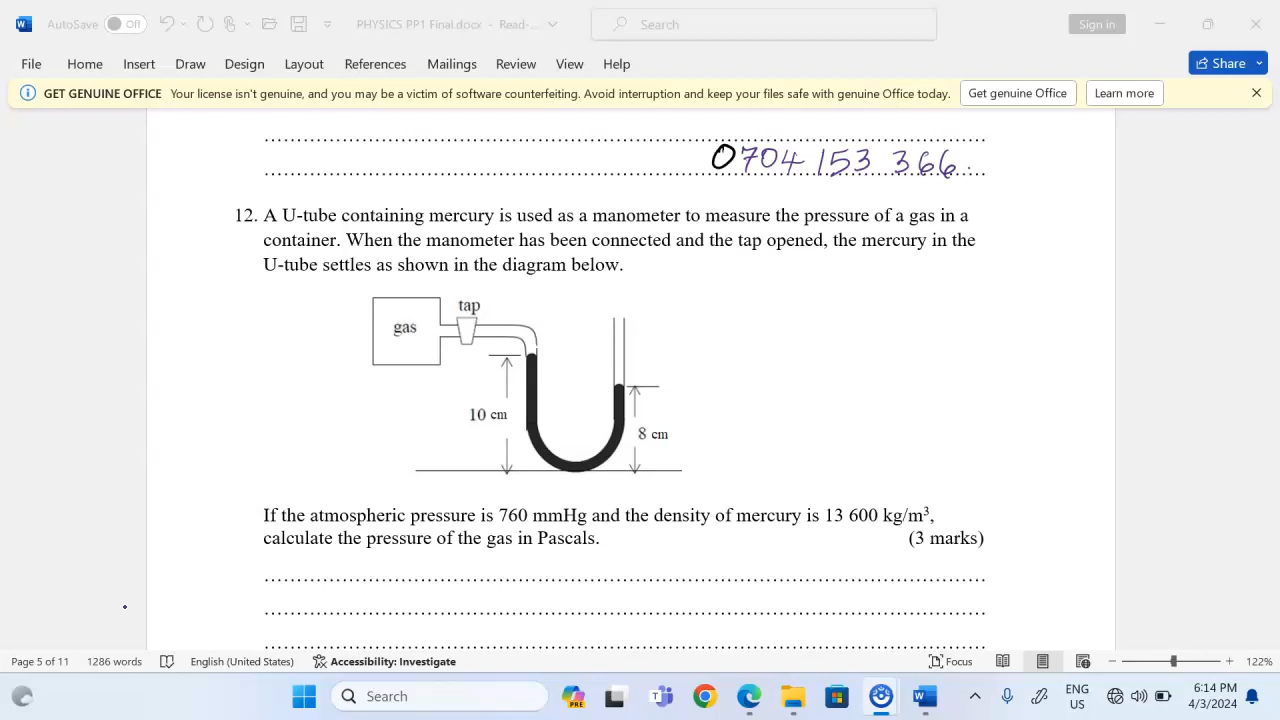 AutoSave Off PHYSICS PP1 Final.docx - Read-... Search Sign in
File Home Insert Draw Design Layout References Mailings Review View Help Share
GET GENUINE OFFICE Your license isn't genuine, and you may be a victim of software counterfeiting. Avoid interruption and keep your files safe with genuine Office today. Get genuine Office Learn more
0704 153 366.
12. A U-tube containing mercury is used as a manometer to measure the pressure of a gas in a
container. When the manometer has been connected and the tap opened, the mercury in the
U-tube settles as shown in the diagram below.
tap
gas
10 cm
8 cm
If the atmospheric pressure is 760 mmHg and the density of mercury is 13 600 kg/m³,
calculate the pressure of the gas in Pascals. (3 marks)
Page 5 of 11 1286 words English (United States) Accessibility: Investigate Focus 122%
Search PRE ENG US 6:14 PM 4/3/2024